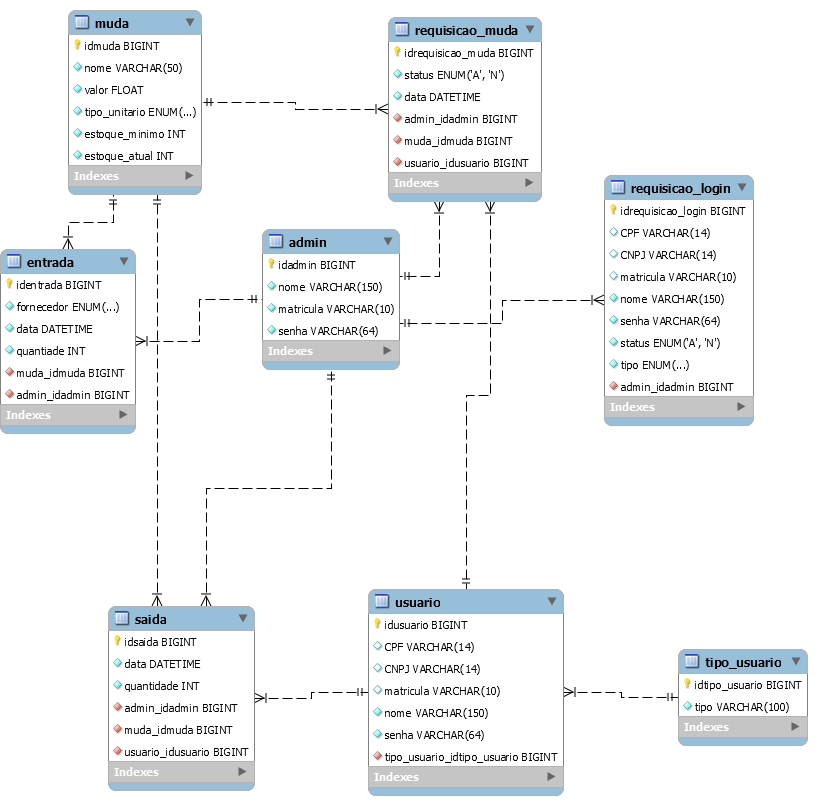 muda
idmuda BIGINT
nome VARCHAR(50)
valor FLOAT
tipo_unitario ENUM(...)
estoque_minimo INT
estoque_atual INT
Indexes
requisicao_muda
idrequisicao_muda BIGINT
status ENUM('A', 'N')
data DATETIME
admin_idadmin BIGINT
muda_idmuda BIGINT
usuario_idusuario BIGINT
Indexes
requisicao_login
idrequisicao_login BIGINT
CPF VARCHAR(14)
CNPJ VARCHAR(14)
matricula VARCHAR(10)
nome VARCHAR(150)
senha VARCHAR(64)
status ENUM('A', 'N')
tipo ENUM(...)
admin_idadmin BIGINT
Indexes
entrada
identrada BIGINT
fornecedor ENUM(...)
data DATETIME
quantiade INT
muda_idmuda BIGINT
admin_idadmin BIGINT
Indexes
admin
idadmin BIGINT
nome VARCHAR(150)
matricula VARCHAR(10)
senha VARCHAR(64)
Indexes
saida
idsaida BIGINT
data DATETIME
quantidade INT
admin_idadmin BIGINT
muda_idmuda BIGINT
usuario_idusuario BIGINT
Indexes
usuario
idusuario BIGINT
CPF VARCHAR(14)
CNPJ VARCHAR(14)
matricula VARCHAR(10)
nome VARCHAR(150)
senha VARCHAR(64)
tipo_usuario_idtipo_usuario BIGINT
Indexes
tipo_usuario
idtipo_usuario BIGINT
tipo VARCHAR(100)
Indexes